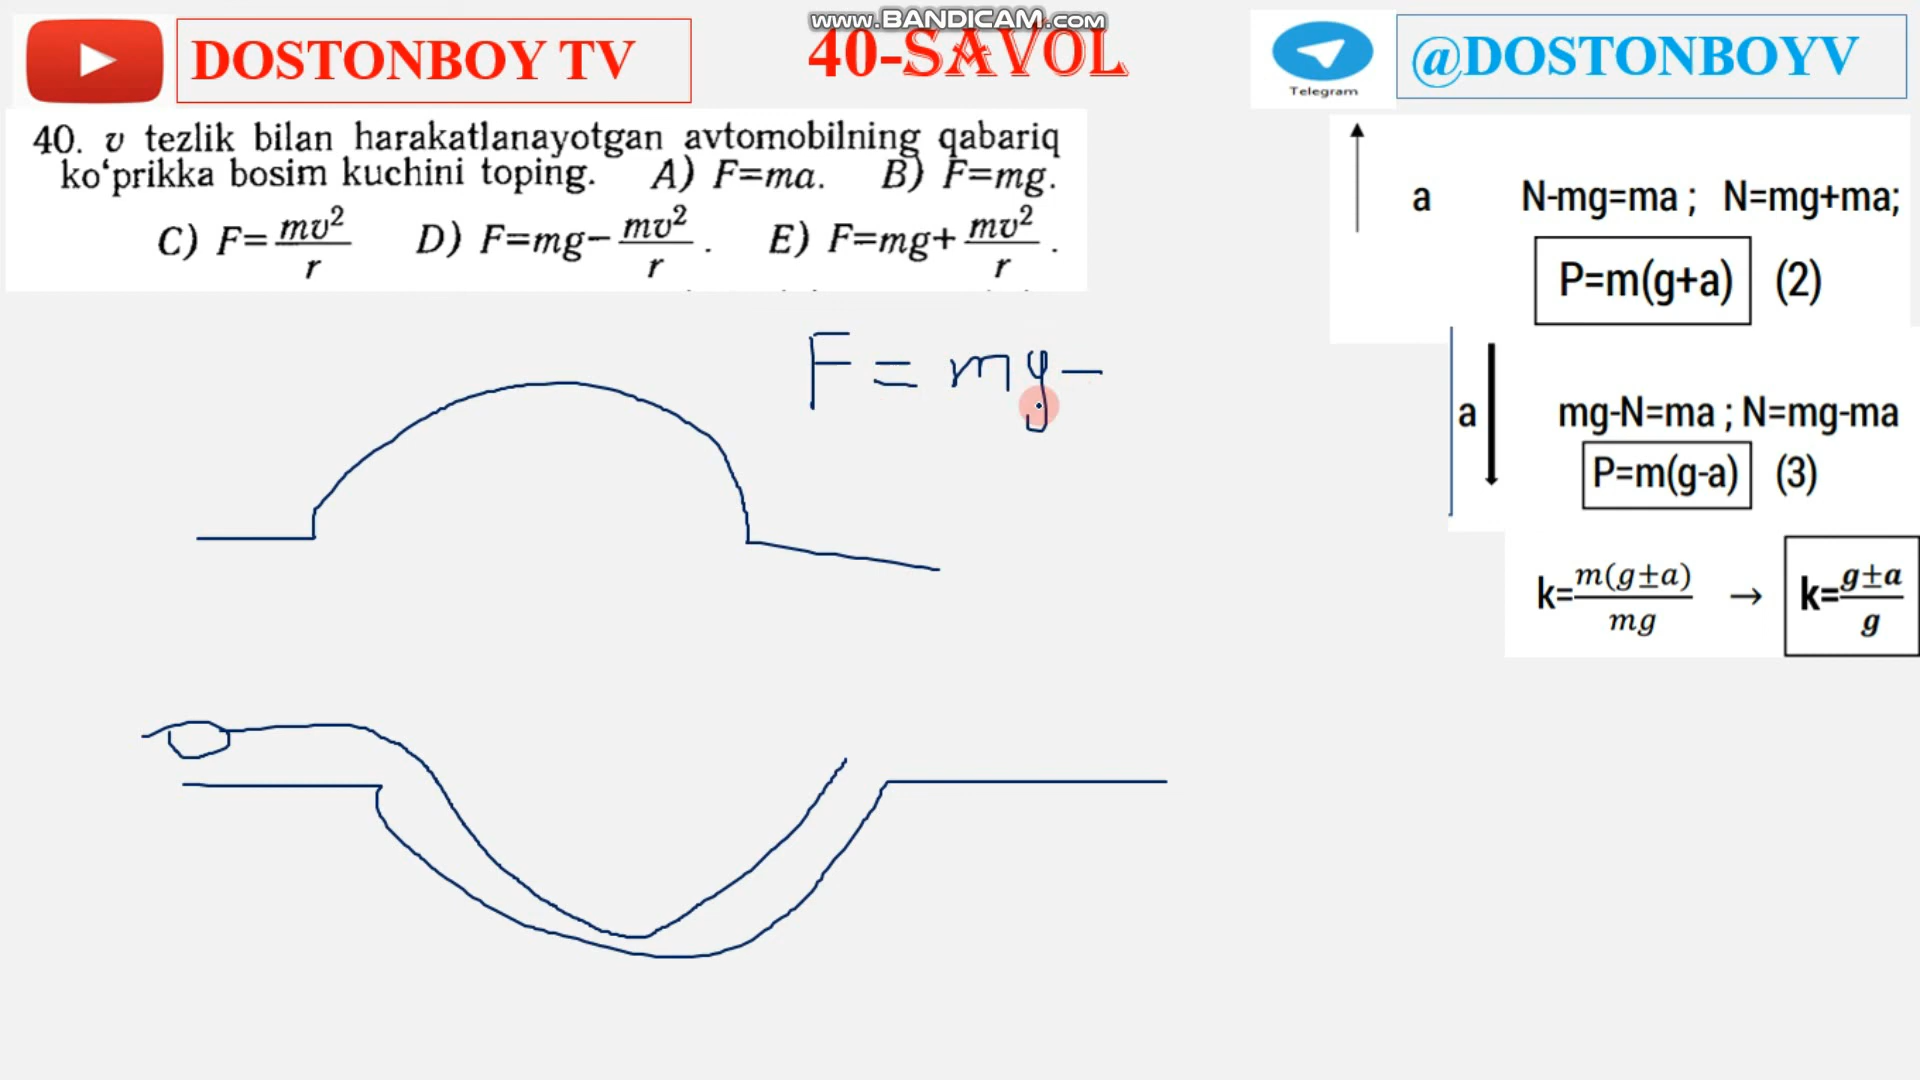 www.BANDICAM.com
DOSTONBOY TV
40-SAVOL
Telegram
@DOSTONBOYV
40. v tezlik bilan harakatlanayotgan avtomobilning qabariq
ko‘prikka bosim kuchini toping. A) F=ma. B) F=mg.
C) F=mv²/r D) F=mg−mv²/r. E) F=mg+mv²/r.
a N-mg=ma ; N=mg+ma;
P=m(g+a) (2)
F = mg −
a mg-N=ma ; N=mg-ma
P=m(g-a) (3)
k=m(g±a)/mg → k=g±a/g